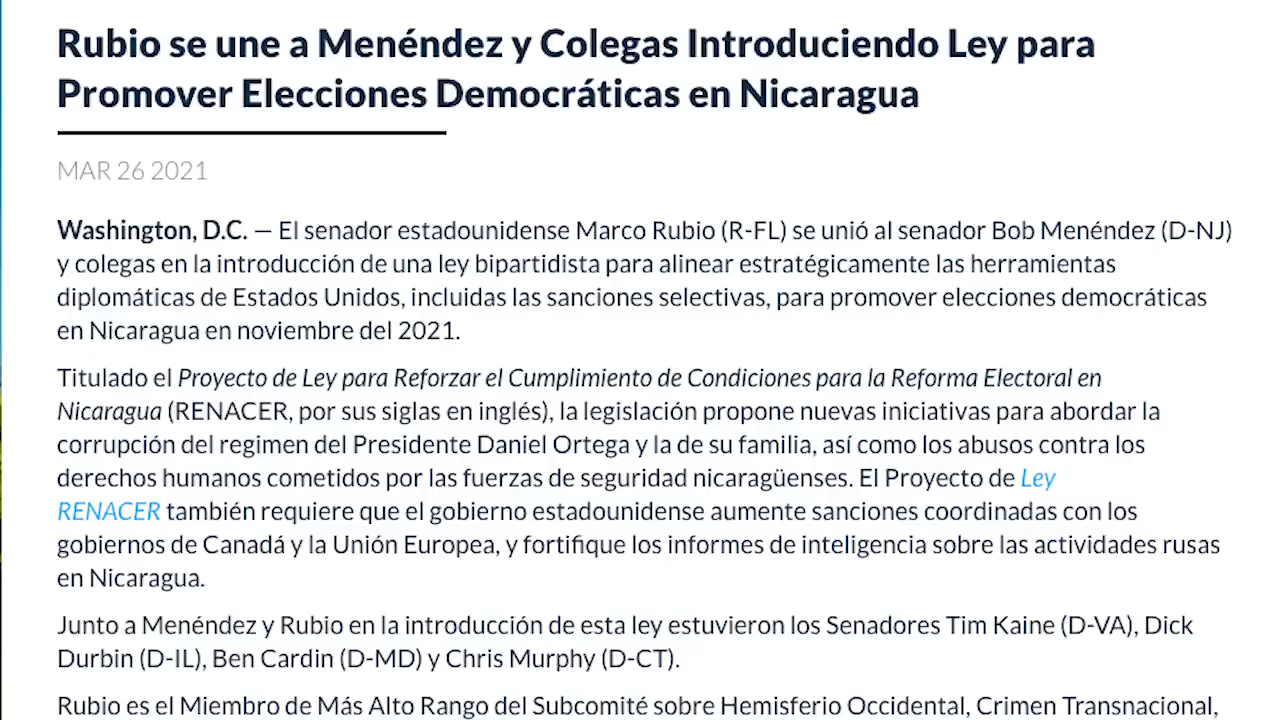 Rubio se une a Menéndez y Colegas Introduciendo Ley para
Promover Elecciones Democráticas en Nicaragua
MAR 26 2021
Washington, D.C. — El senador estadounidense Marco Rubio (R-FL) se unió al senador Bob Menéndez (D-NJ)
y colegas en la introducción de una ley bipartidista para alinear estratégicamente las herramientas
diplomáticas de Estados Unidos, incluidas las sanciones selectivas, para promover elecciones democráticas
en Nicaragua en noviembre del 2021.
Titulado el Proyecto de Ley para Reforzar el Cumplimiento de Condiciones para la Reforma Electoral en
Nicaragua (RENACER, por sus siglas en inglés), la legislación propone nuevas iniciativas para abordar la
corrupción del regimen del Presidente Daniel Ortega y la de su familia, así como los abusos contra los
derechos humanos cometidos por las fuerzas de seguridad nicaragüenses. El Proyecto de Ley
RENACER también requiere que el gobierno estadounidense aumente sanciones coordinadas con los
gobiernos de Canadá y la Unión Europea, y fortifique los informes de inteligencia sobre las actividades rusas
en Nicaragua.
Junto a Menéndez y Rubio en la introducción de esta ley estuvieron los Senadores Tim Kaine (D-VA), Dick
Durbin (D-IL), Ben Cardin (D-MD) y Chris Murphy (D-CT).
Rubio es el Miembro de Más Alto Rango del Subcomité sobre Hemisferio Occidental, Crimen Transnacional,